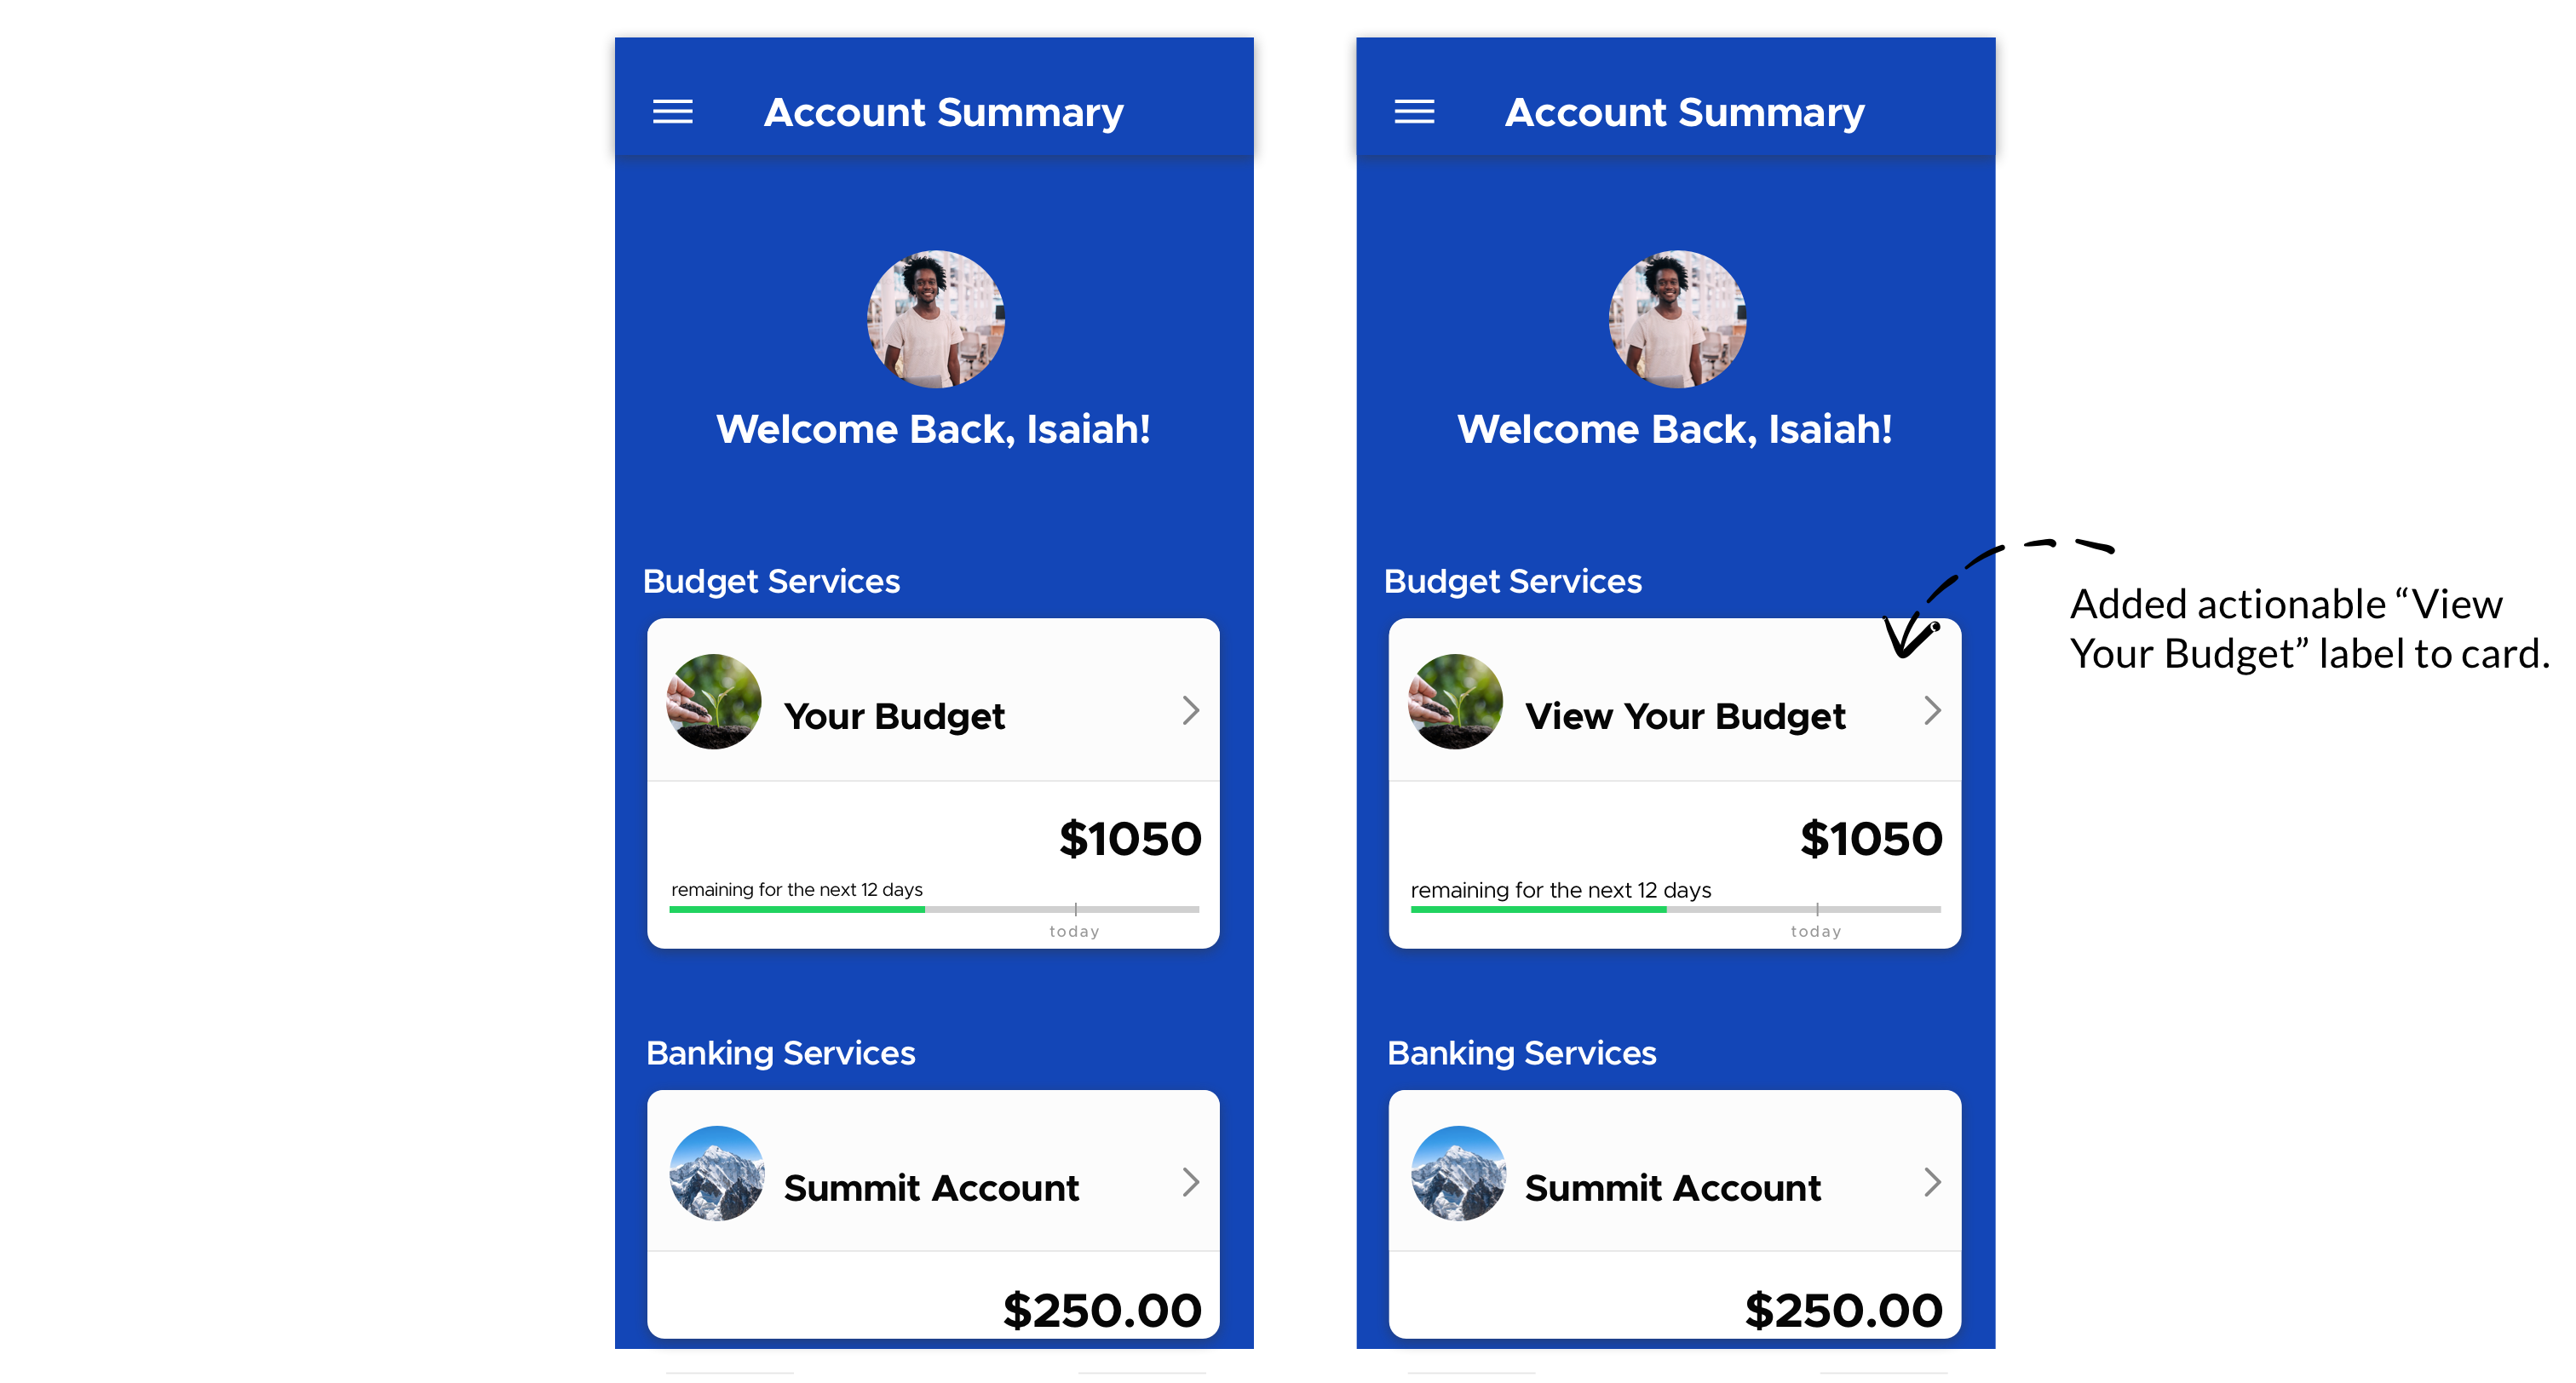 Account Summary
Welcome Back, Isaiah!
Budget Services
Your Budget
$1050
remaining for the next 12 days
today
Banking Services
Summit Account
$250.00
Account Summary
Welcome Back, Isaiah!
Budget Services
View Your Budget
$1050
remaining for the next 12 days
today
Banking Services
Summit Account
$250.00
Added actionable “View
Your Budget” label to card.